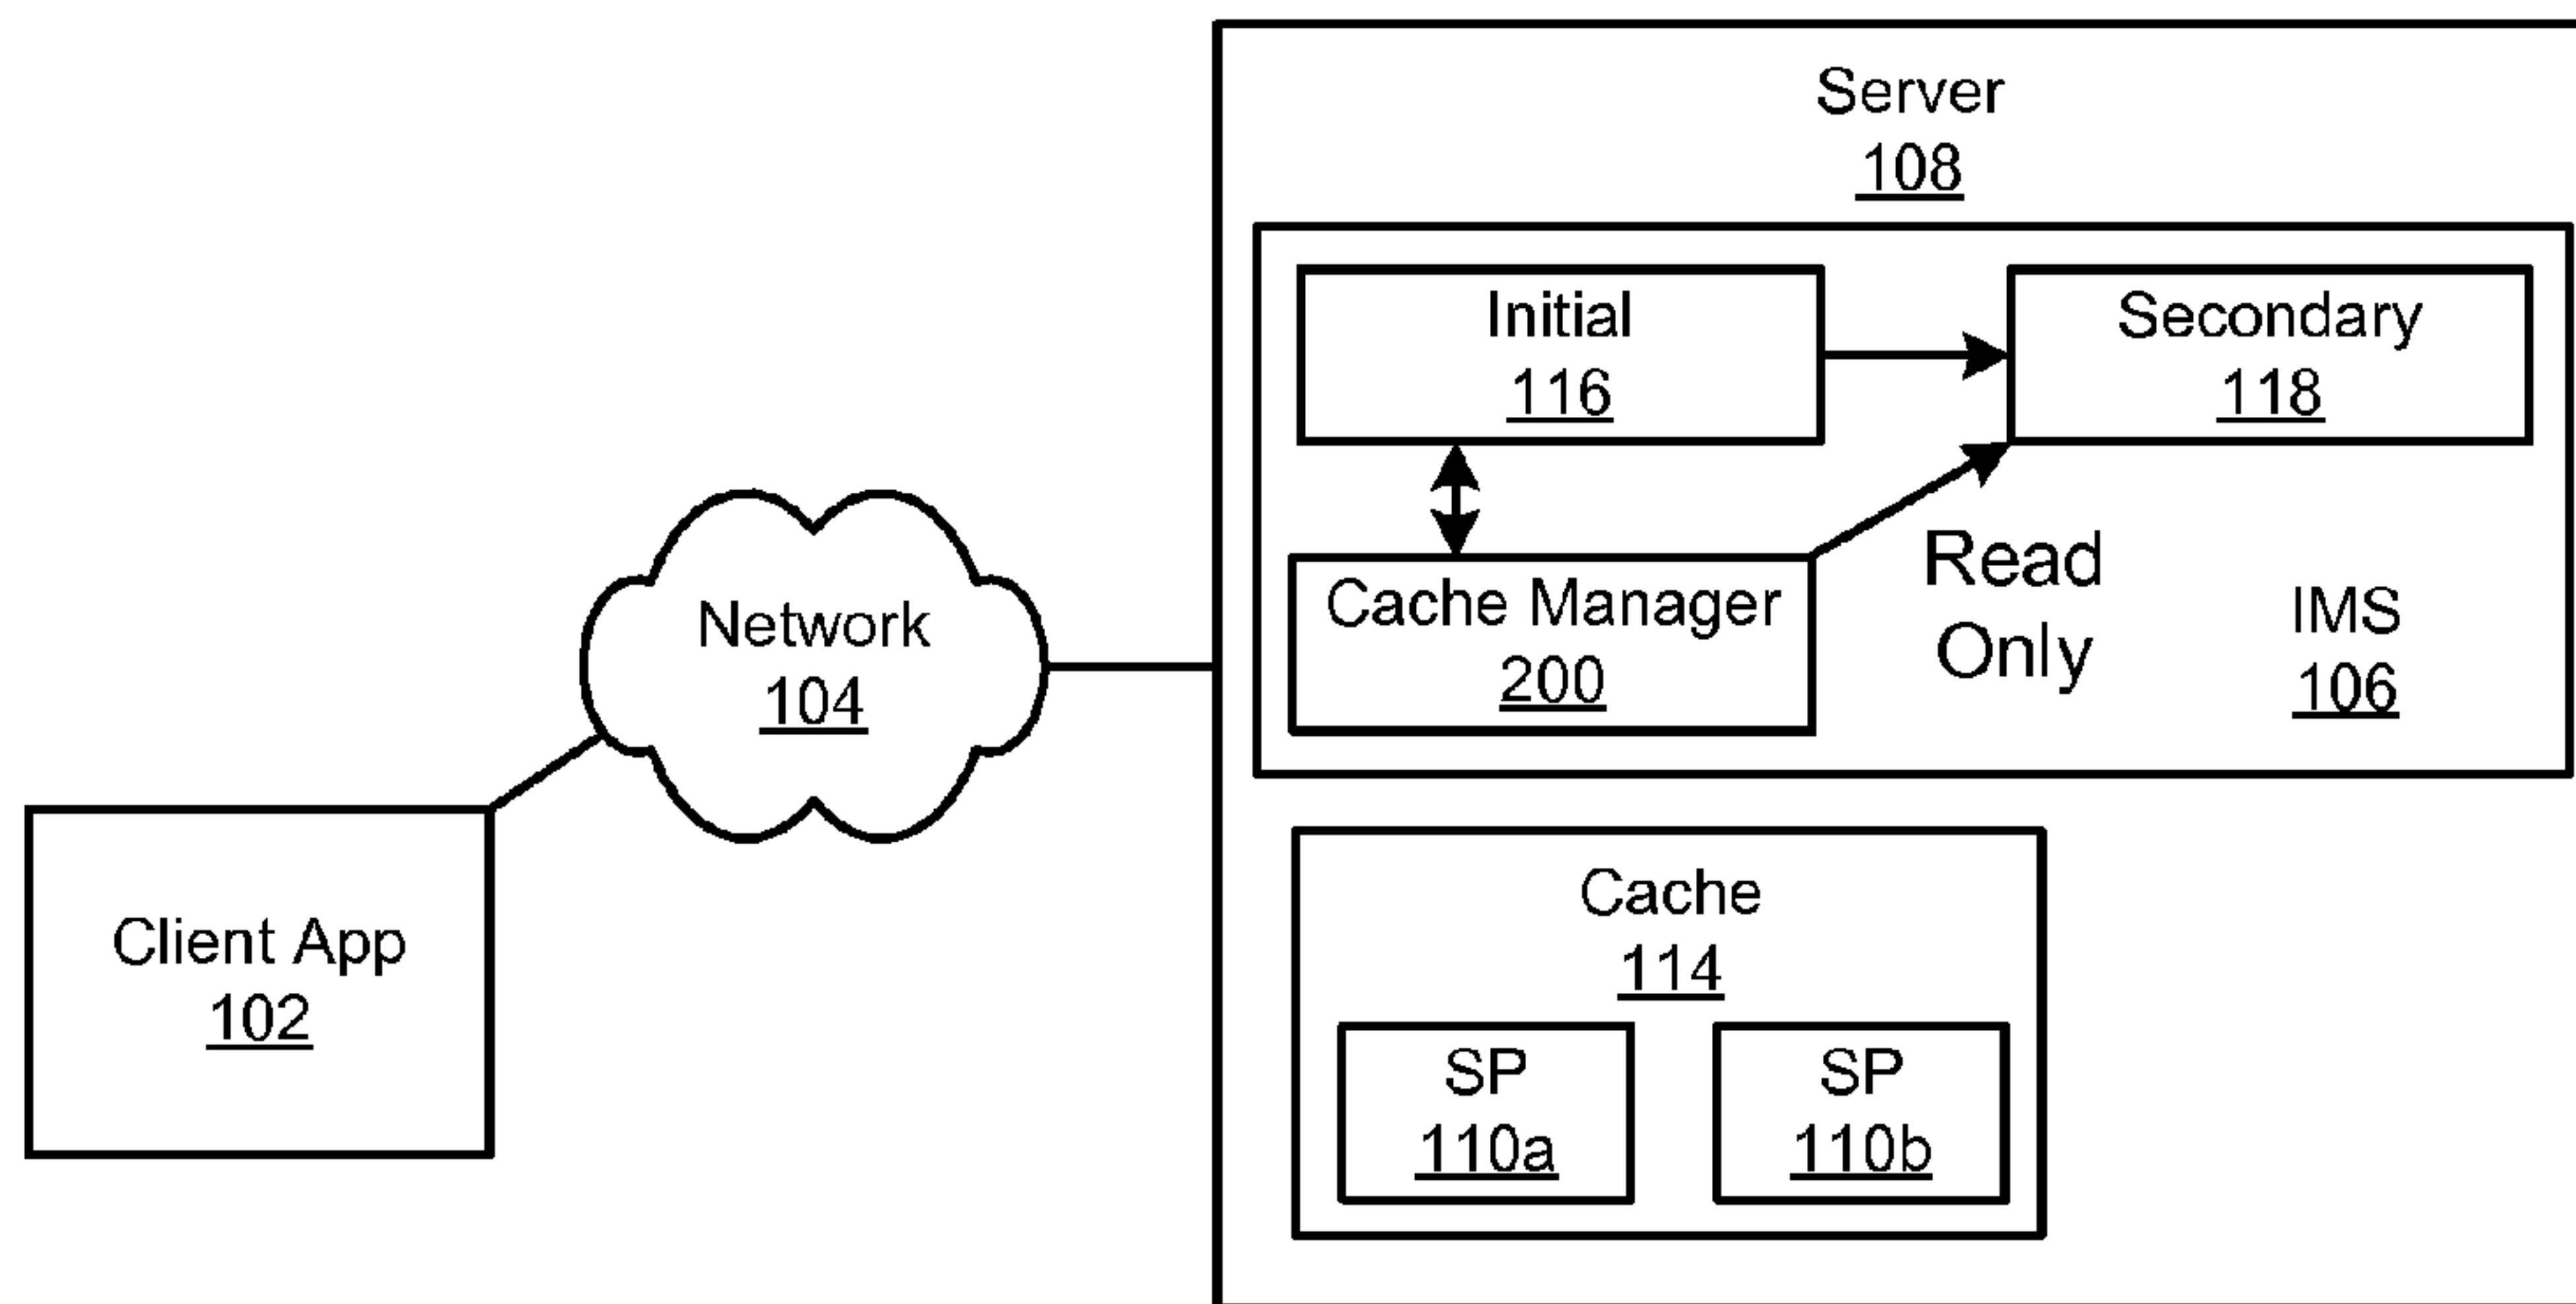 Server
108
Initial
116
Secondary
118
Cache Manager
200
Read
Only
IMS
106
Network
104
Client App
102
Cache
114
SP
110a
SP
110b